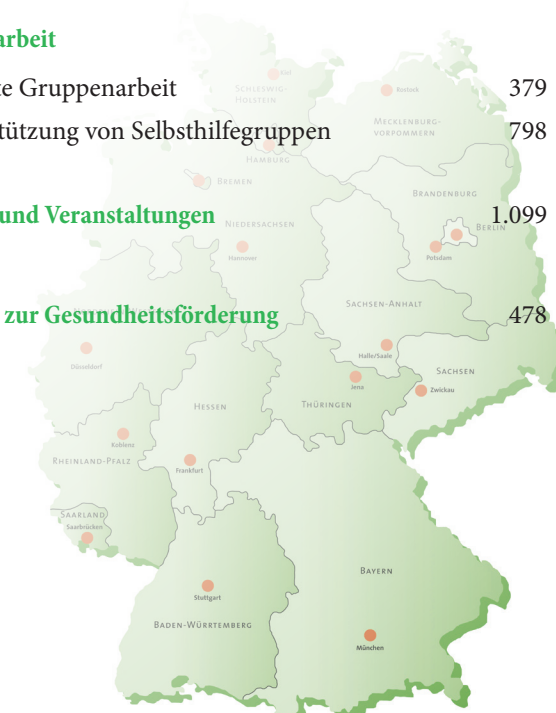 arbeit
te Gruppenarbeit 379
tützung von Selbsthilfegruppen 798
und Veranstaltungen 1.099
zur Gesundheitsförderung 478
Kiel
SCHLESWIG-
HOLSTEIN
Rostock
MECKLENBURG-
VORPOMMERN
HAMBURG
BREMEN
BRANDENBURG
NIEDERSACHSEN
BERLIN
Hannover
Potsdam
SACHSEN-ANHALT
Halle/Saale
Düsseldorf
SACHSEN
Jena
Zwickau
HESSEN
THÜRINGEN
Koblenz
RHEINLAND-PFALZ
Frankfurt
SAARLAND
Saarbrücken
BAYERN
Stuttgart
BADEN-WÜRRTEMBERG
München